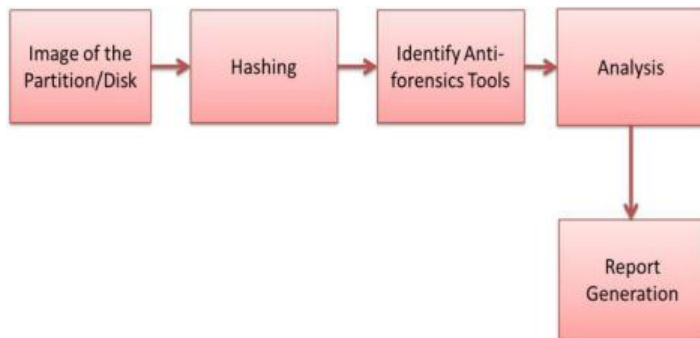 Image of the
Partition/Disk
Hashing
Identify Anti-
forensics Tools
Analysis
Report
Generation